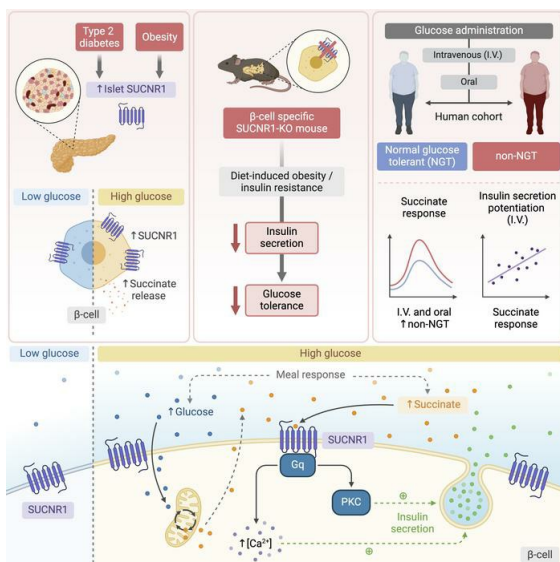 Type 2
diabetes
Obesity
↑Islet SUCNR1
Low glucose
High glucose
↑SUCNR1
↑Succinate
release
β-cell
β-cell specific
SUCNR1-KO mouse
Diet-induced obesity /
insulin resistance
Insulin
secretion
Glucose
tolerance
Glucose administration
Intravenous (I.V.)
Oral
Human cohort
Normal glucose
tolerant (NGT)
non-NGT
Succinate
response
I.V. and oral
↑non-NGT
Insulin secretion
potentiation
(I.V.)
Succinate
response
Low glucose
High glucose
Meal response
↑Glucose
↑Succinate
SUCNR1
Gq
SUCNR1
PKC
⊕
Insulin
secretion
↑[Ca²⁺]
⊕
β-cell